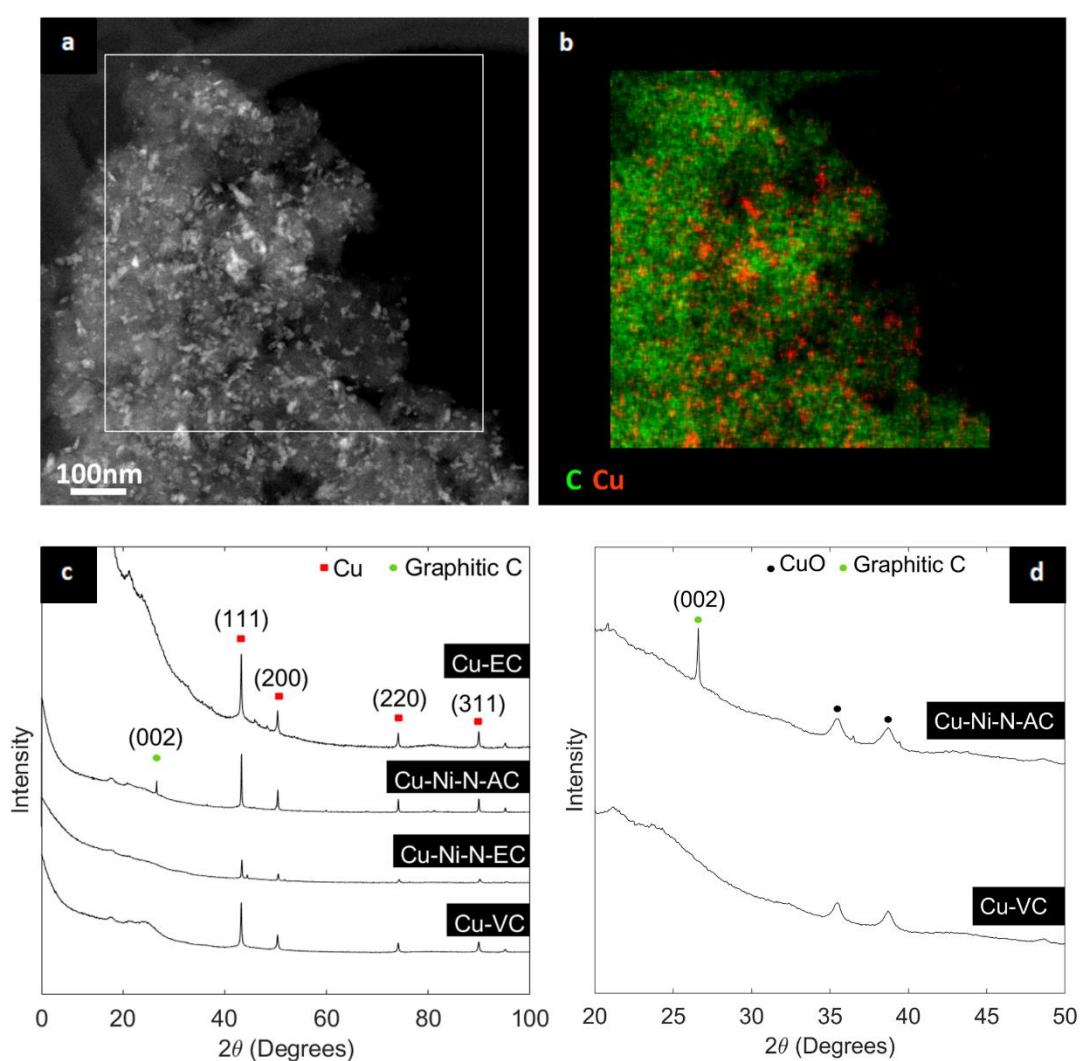 a
100nm
b
C Cu
c
Cu Graphitic C
(111)
Cu-EC
(200)
(220) (311)
(002)
Cu-Ni-N-AC
Cu-Ni-N-EC
Cu-VC
Intensity
0 20 40 60 80 100
2θ (Degrees)
d
CuO Graphitic C
(002)
Cu-Ni-N-AC
Cu-VC
Intensity
20 25 30 35 40 45 50
2θ (Degrees)